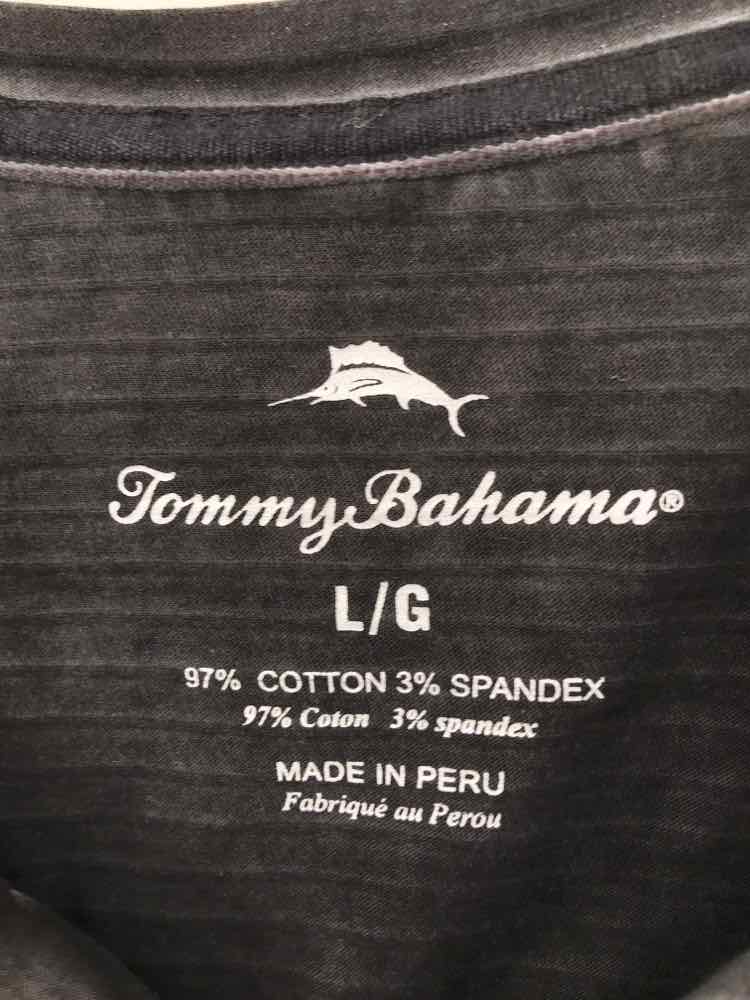 Tommy Bahama®
L/G
97% COTTON 3% SPANDEX
97% Coton 3% spandex
MADE IN PERU
Fabriqué au Perou